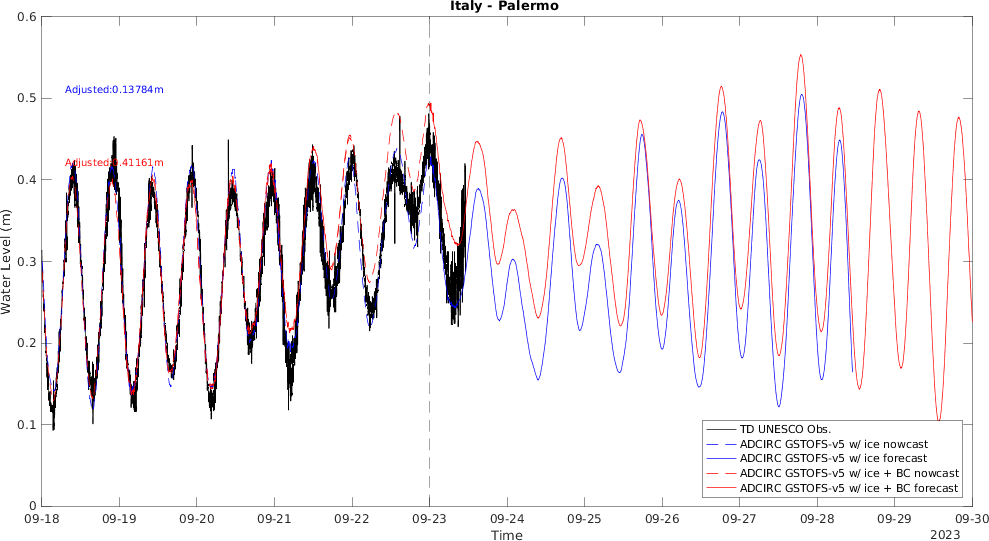 Italy - Palermo
0.6
0.5
0.4
0.3
0.2
0.1
0
Water Level (m)
Adjusted:0.13784m
Adjusted:0.41161m
TD UNESCO Obs.
ADCIRC GSTOFS-v5 w/ ice nowcast
ADCIRC GSTOFS-v5 w/ ice forecast
ADCIRC GSTOFS-v5 w/ ice + BC nowcast
ADCIRC GSTOFS-v5 w/ ice + BC forecast
09-18 09-19 09-20 09-21 09-22 09-23 09-24 09-25 09-26 09-27 09-28 09-29 09-30
Time
2023